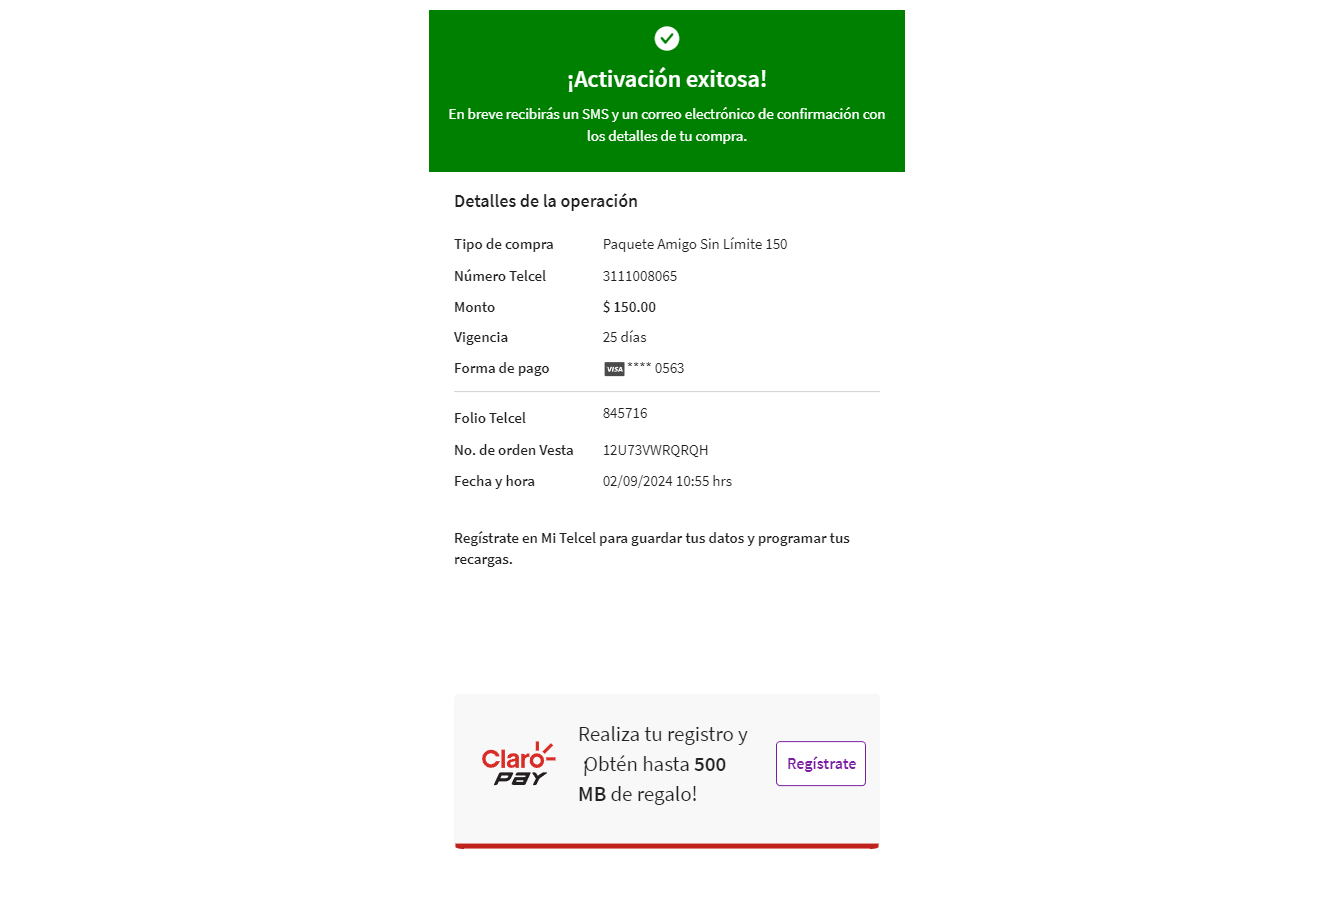 ¡Activación exitosa!
En breve recibirás un SMS y un correo electrónico de confirmación con
los detalles de tu compra.
Detalles de la operación
Tipo de compra Paquete Amigo Sin Límite 150
Número Telcel 3111008065
Monto $ 150.00
Vigencia 25 días
Forma de pago VISA **** 0563
Folio Telcel 845716
No. de orden Vesta 12U73VWRQRQH
Fecha y hora 02/09/2024 10:55 hrs
Regístrate en Mi Telcel para guardar tus datos y programar tus
recargas.
Claro
Pay
Realiza tu registro y
¡Obtén hasta 500
MB de regalo!
Regístrate